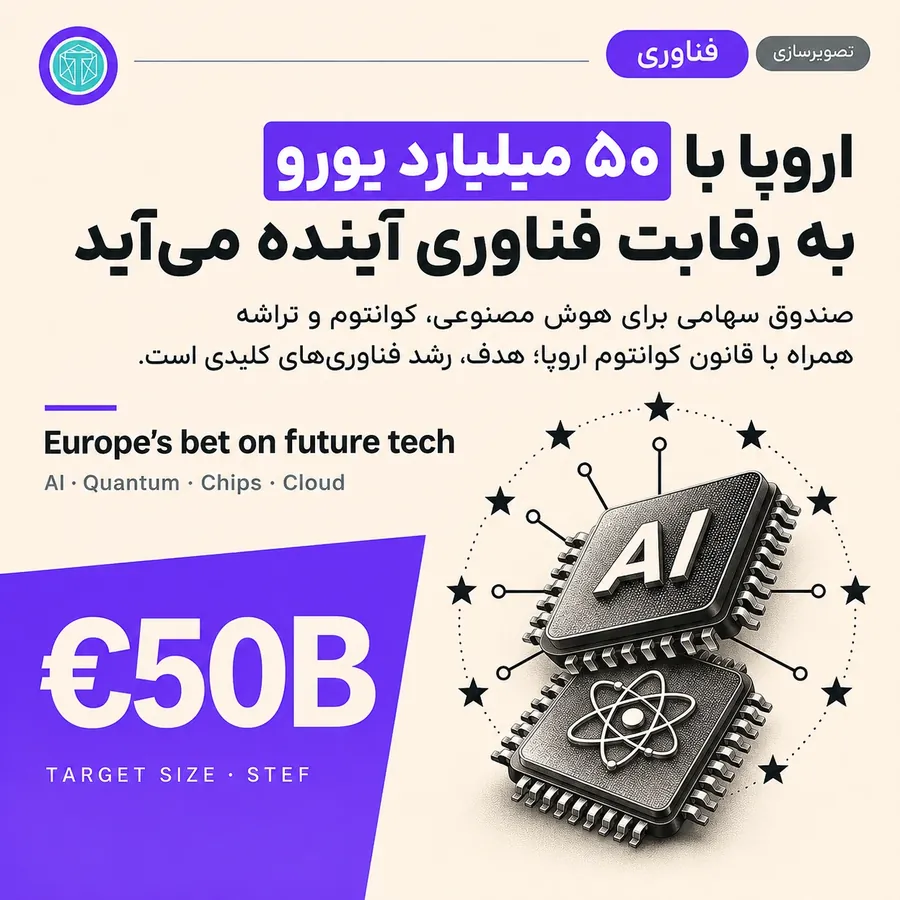 تصویرسازی
فناوری
اروپا با ۵۰ میلیارد یورو
به رقابت فناوری آینده می‌آید
صندوق سهامی برای هوش مصنوعی، کوانتوم و تراشه
همراه با قانون کوانتوم اروپا؛ هدف، رشد فناوری‌های کلیدی است.
Europe’s bet on future tech
AI · Quantum · Chips · Cloud
€50B
TARGET SIZE · STEF
AI